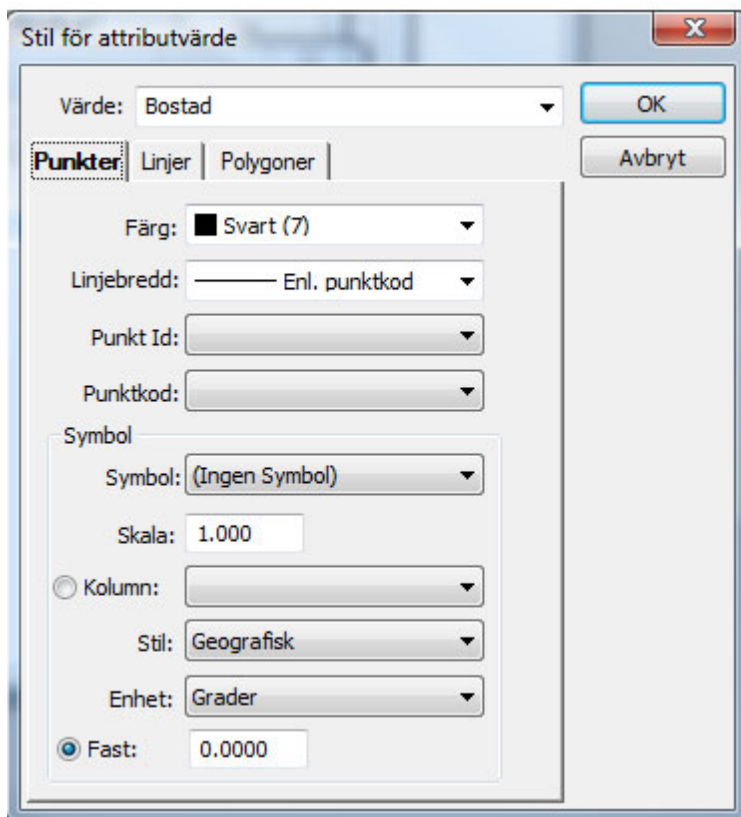 Stil för attributvärde
Värde: Bostad
OK
Punkter Linjer Polygoner
Avbryt
Färg: Svart (7)
Linjebredd: Enl. punktkod
Punkt Id:
Punktkod:
Symbol
Symbol: (Ingen Symbol)
Skala: 1.000
Kolumn:
Stil: Geografisk
Enhet: Grader
Fast: 0.0000